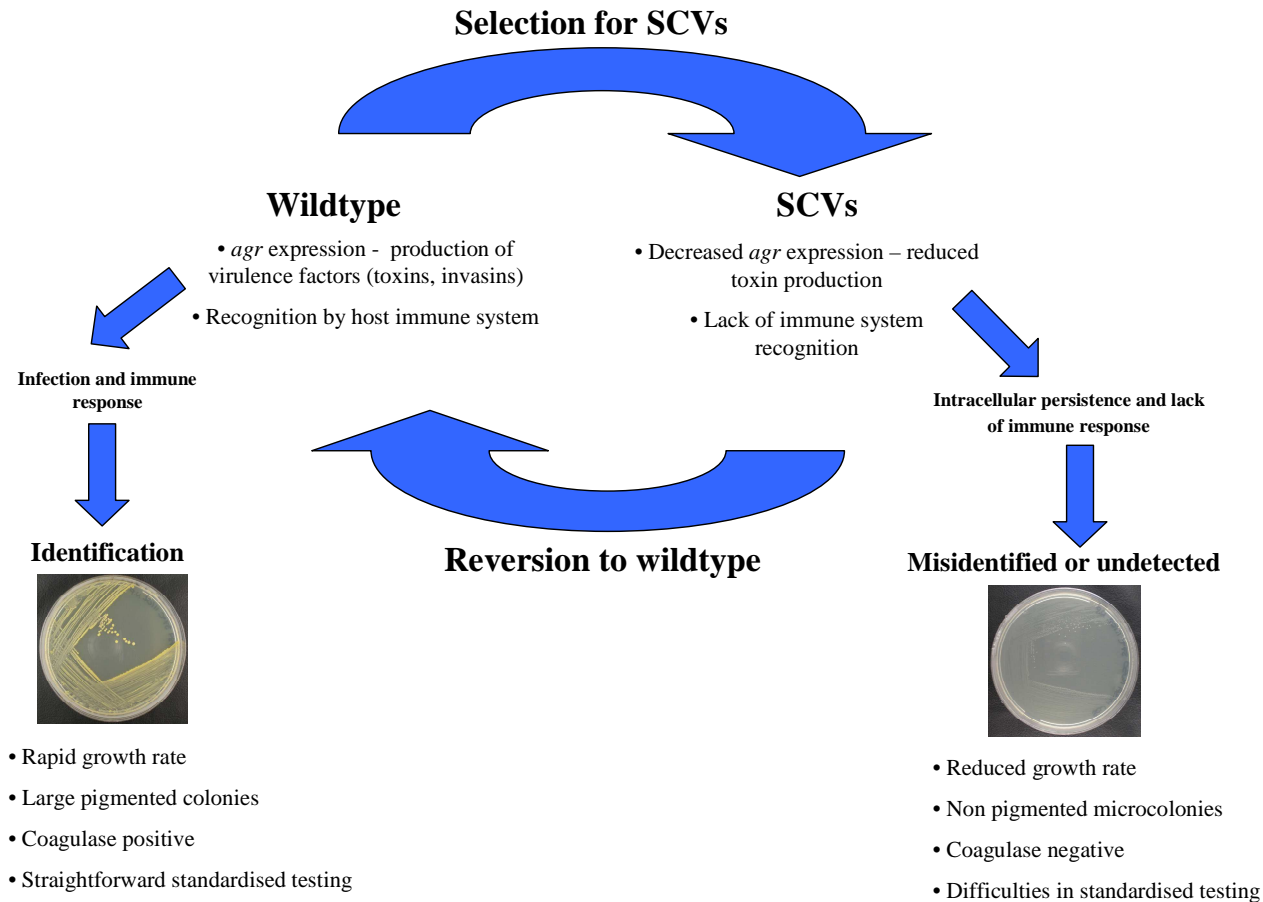 Selection for SCVs
Wildtype
• agr expression - production of
virulence factors (toxins, invasins)
• Recognition by host immune system
SCVs
• Decreased agr expression – reduced
toxin production
• Lack of immune system
recognition
Infection and immune
response
Intracellular persistence and lack
of immune response
Identification
Reversion to wildtype
Misidentified or undetected
• Rapid growth rate
• Large pigmented colonies
• Coagulase positive
• Straightforward standardised testing
• Reduced growth rate
• Non pigmented microcolonies
• Coagulase negative
• Difficulties in standardised testing